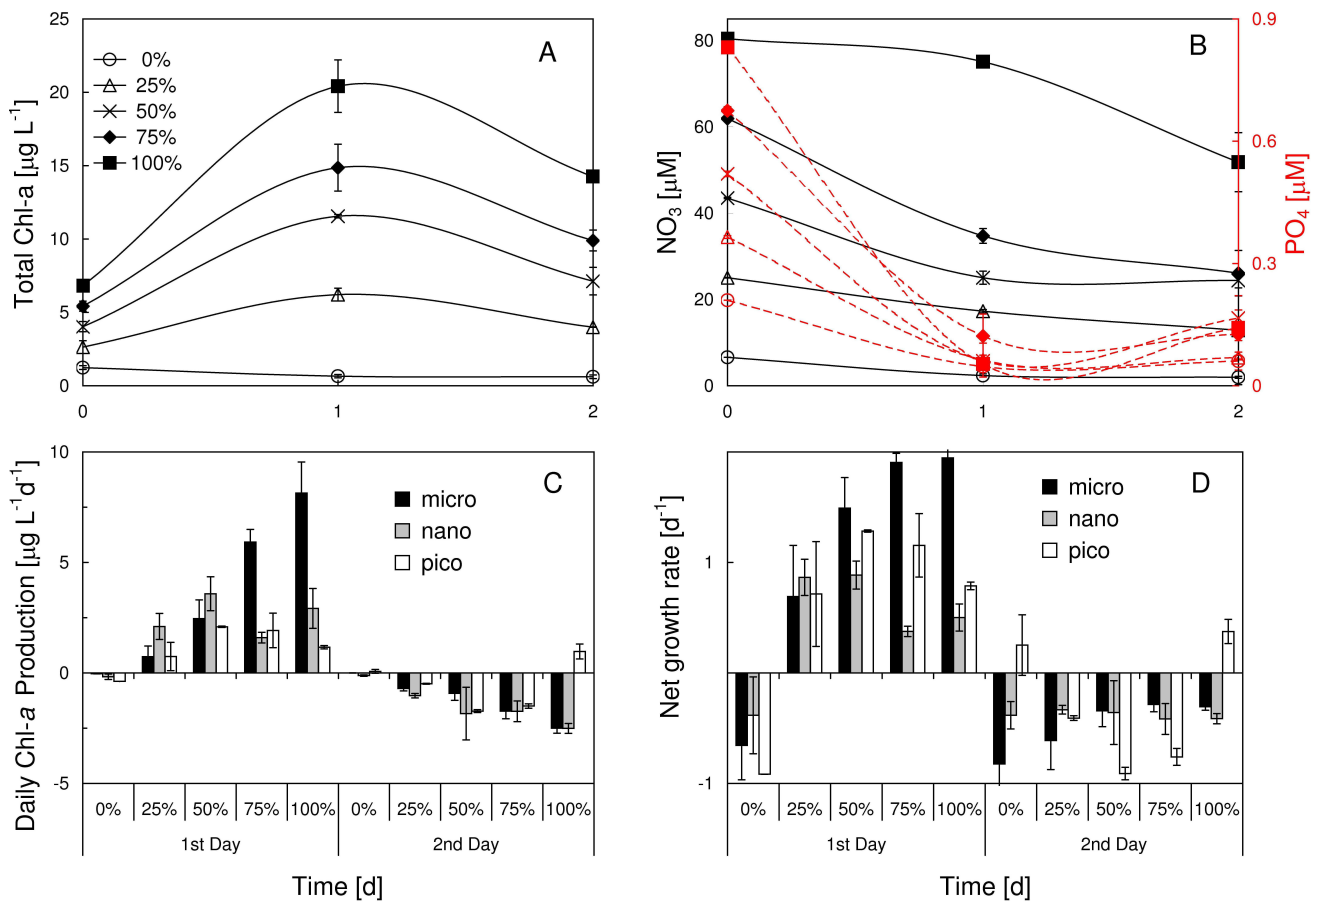 A
25
20
15
10
5
0
Total Chl-a [µg L⁻¹]
0%
25%
50%
75%
100%
0
1
2
B
80
60
40
20
0
NO₃ [µM]
0.9
0.6
0.3
0
PO₄ [µM]
0
1
2
C
10
5
0
-5
Daily Chl-a Production [µg L⁻¹d⁻¹]
micro
nano
pico
0% 25% 50% 75% 100% 0% 25% 50% 75% 100%
1st Day 2nd Day
Time [d]
D
1
-1
Net growth rate [d⁻¹]
micro
nano
pico
0% 25% 50% 75% 100% 0% 25% 50% 75% 100%
1st Day 2nd Day
Time [d]